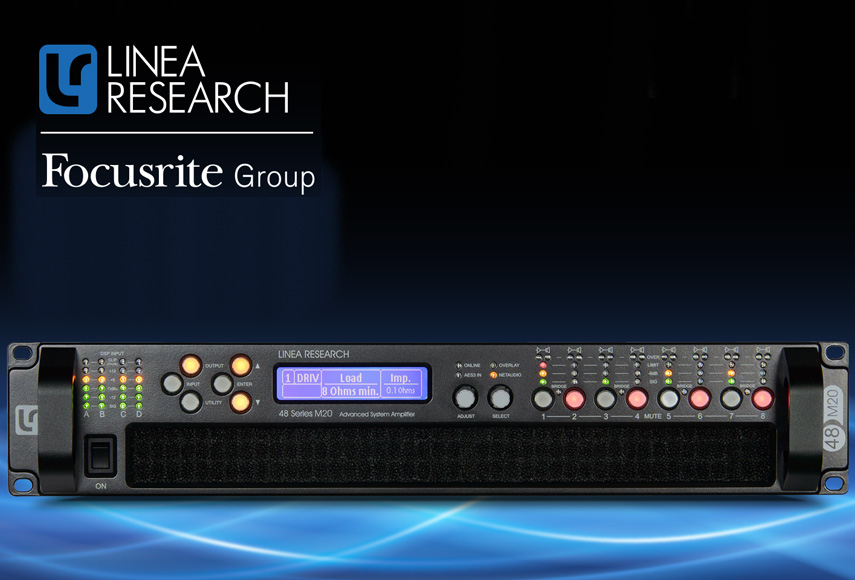 LINEA
RESEARCH
Focusrite Group
LINEA RESEARCH
DSP INPUT
A B C D
OUTPUT
INPUT
ENTER
UTILITY
1 DRIV Load Imp.
8 Ohms min. 0.1 Ohms
48 Series M20 Advanced System Amplifier
ONLINE OVERLAY
AES3 IN NETAUDIO
ADJUST SELECT
OVER
LIMIT
SIG
BRIDGE BRIDGE BRIDGE BRIDGE
1 2 3 4 MUTE 5 6 7 8
ON
48 M20